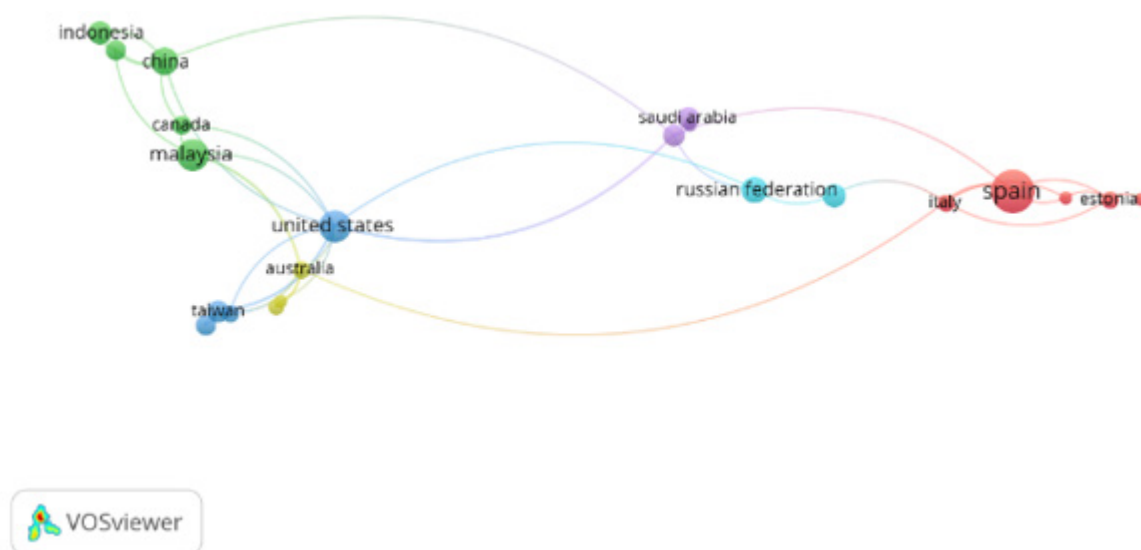 indonesia
china
canada
malaysia
saudi arabia
russian federation
spain
italy
estonia
united states
australia
taiwan
VOSviewer